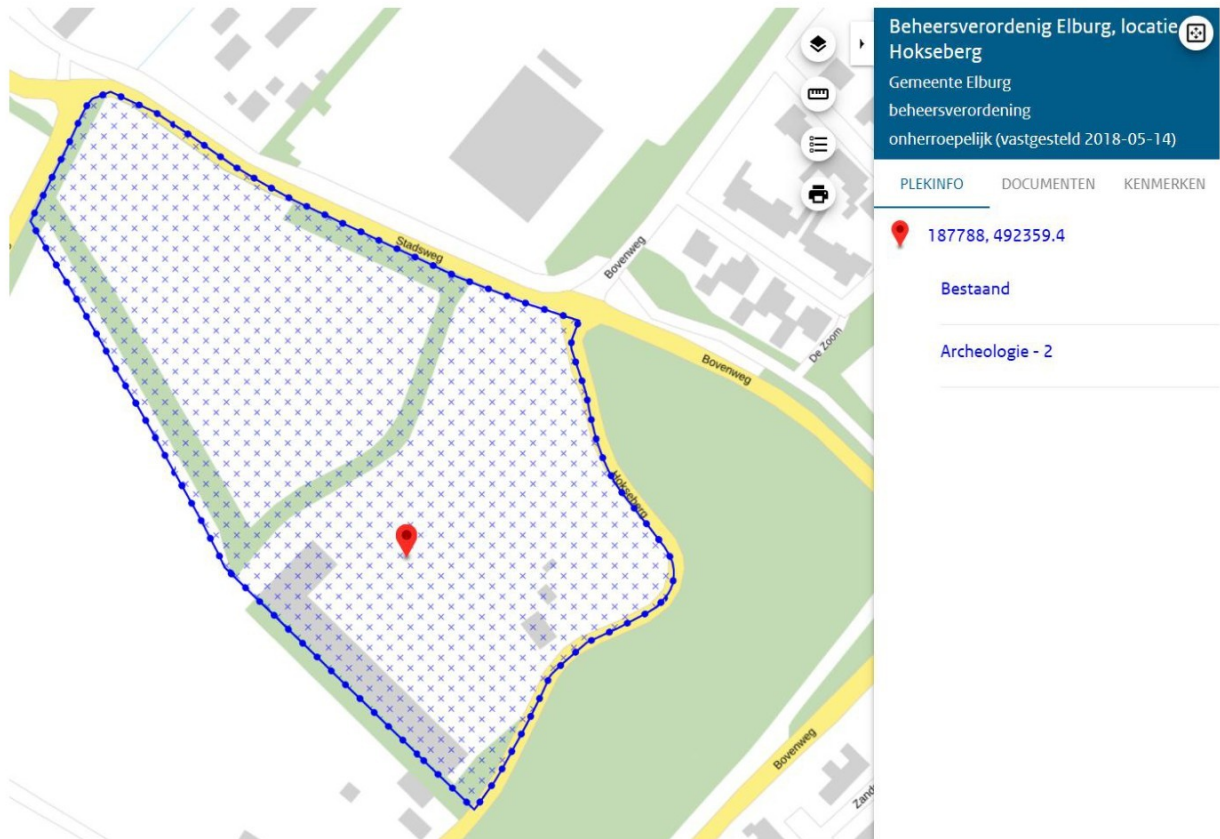 Beheersverordenig Elburg, locatie
Hokseberg
Gemeente Elburg
beheersverordening
onherroepelijk (vastgesteld 2018-05-14)
PLEKINFO
DOCUMENTEN
KENMERKEN
187788, 492359.4
Bestaand
Archeologie - 2
Stadsweg
Bovenweg
De Zoom
Bovenweg
Hokseberg
Bovenweg
Zand